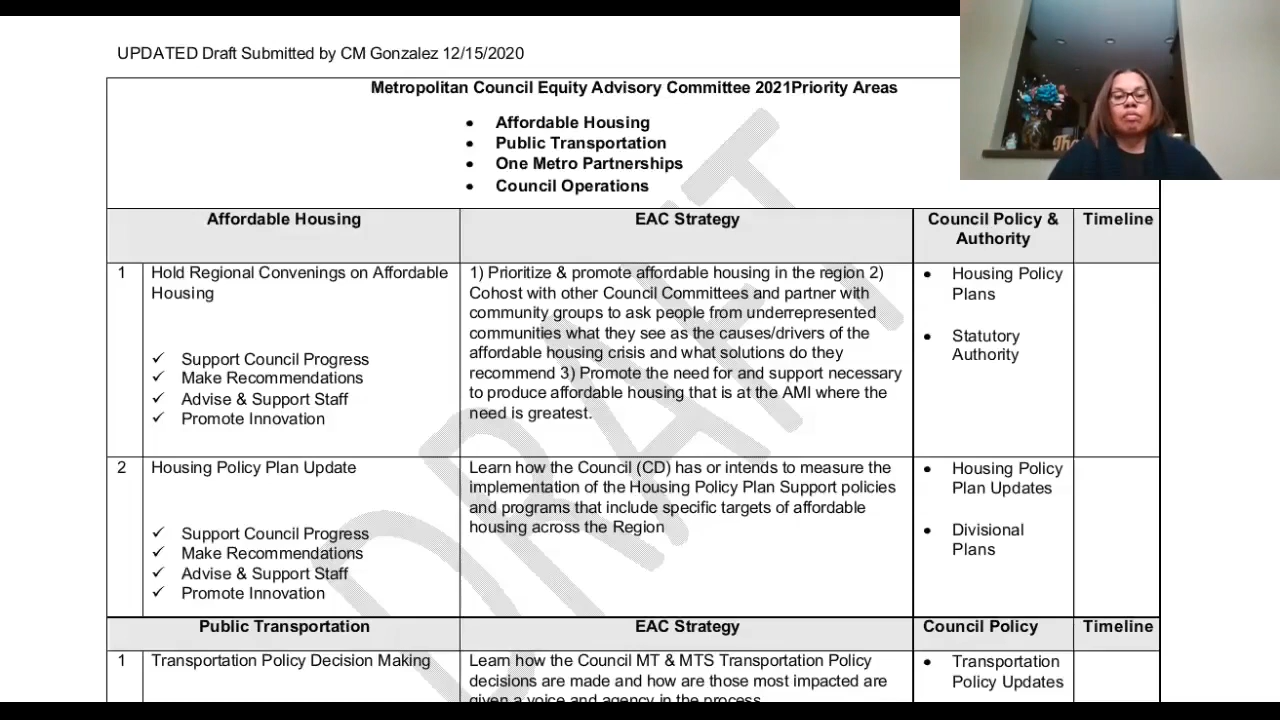 UPDATED Draft Submitted by CM Gonzalez 12/15/2020
Metropolitan Council Equity Advisory Committee 2021Priority Areas
• Affordable Housing
• Public Transportation
• One Metro Partnerships
• Council Operations
Affordable Housing
EAC Strategy
Council Policy &
Authority
Timeline
1
Hold Regional Convenings on Affordable
Housing
✓ Support Council Progress
✓ Make Recommendations
✓ Advise & Support Staff
✓ Promote Innovation
1) Prioritize & promote affordable housing in the region 2)
Cohost with other Council Committees and partner with
community groups to ask people from underrepresented
communities what they see as the causes/drivers of the
affordable housing crisis and what solutions do they
recommend 3) Promote the need for and support necessary
to produce affordable housing that is at the AMI where the
need is greatest.
• Housing Policy
Plans
• Statutory
Authority
2
Housing Policy Plan Update
✓ Support Council Progress
✓ Make Recommendations
✓ Advise & Support Staff
✓ Promote Innovation
Learn how the Council (CD) has or intends to measure the
implementation of the Housing Policy Plan Support policies
and programs that include specific targets of affordable
housing across the Region
• Housing Policy
Plan Updates
• Divisional
Plans
Public Transportation
EAC Strategy
Council Policy
Timeline
1
Transportation Policy Decision Making
Learn how the Council MT & MTS Transportation Policy
decisions are made and how are those most impacted are
given a voice and agency in the process
• Transportation
Policy Updates
DRAFT